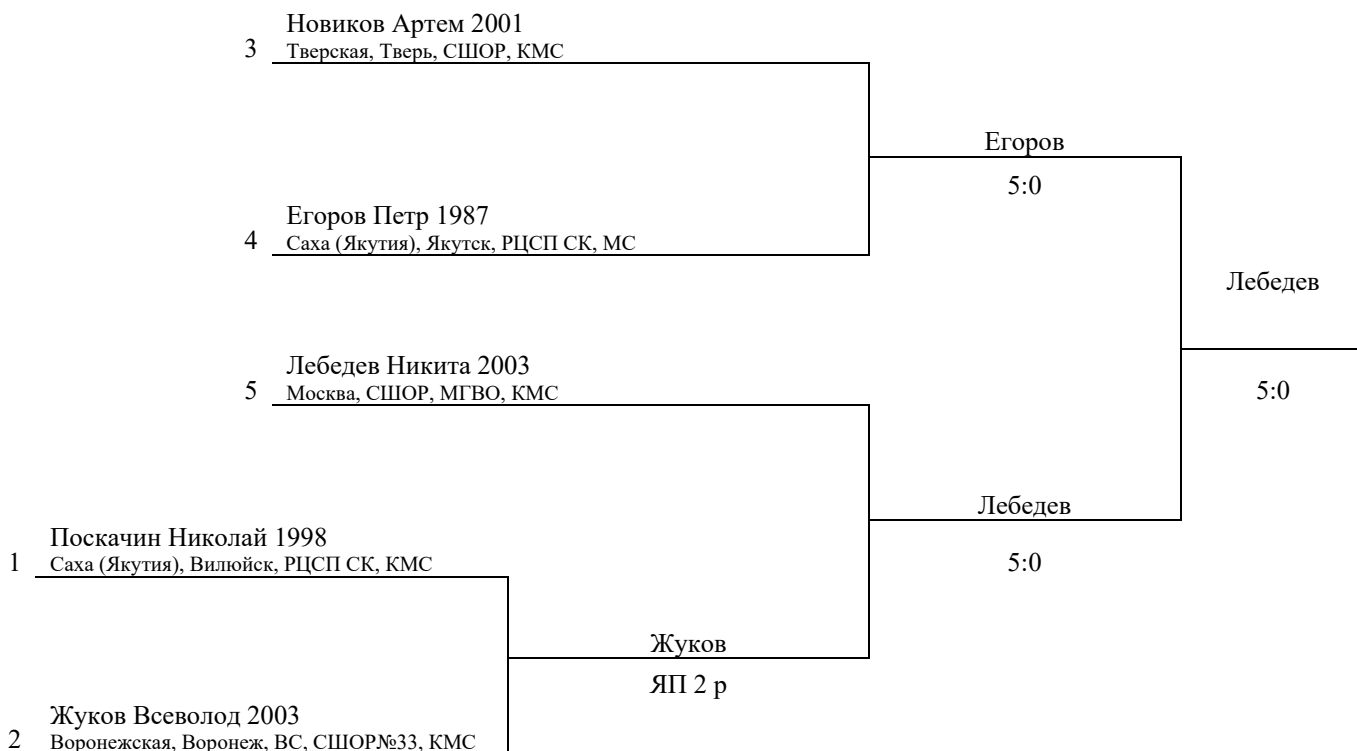 Новиков Артем 2001
3
Тверская, Тверь, СШОР, КМС
Егоров
5:0
Егоров Петр 1987
4
Саха (Якутия), Якутск, РЦСП СК, МС
Лебедев
5:0
Лебедев Никита 2003
5
Москва, СШОР, МГВО, КМС
Лебедев
5:0
Поскачин Николай 1998
1
Саха (Якутия), Вилюйск, РЦСП СК, КМС
Жуков
ЯП 2 р
Жуков Всеволод 2003
2
Воронежская, Воронеж, ВС, СШОР№33, КМС